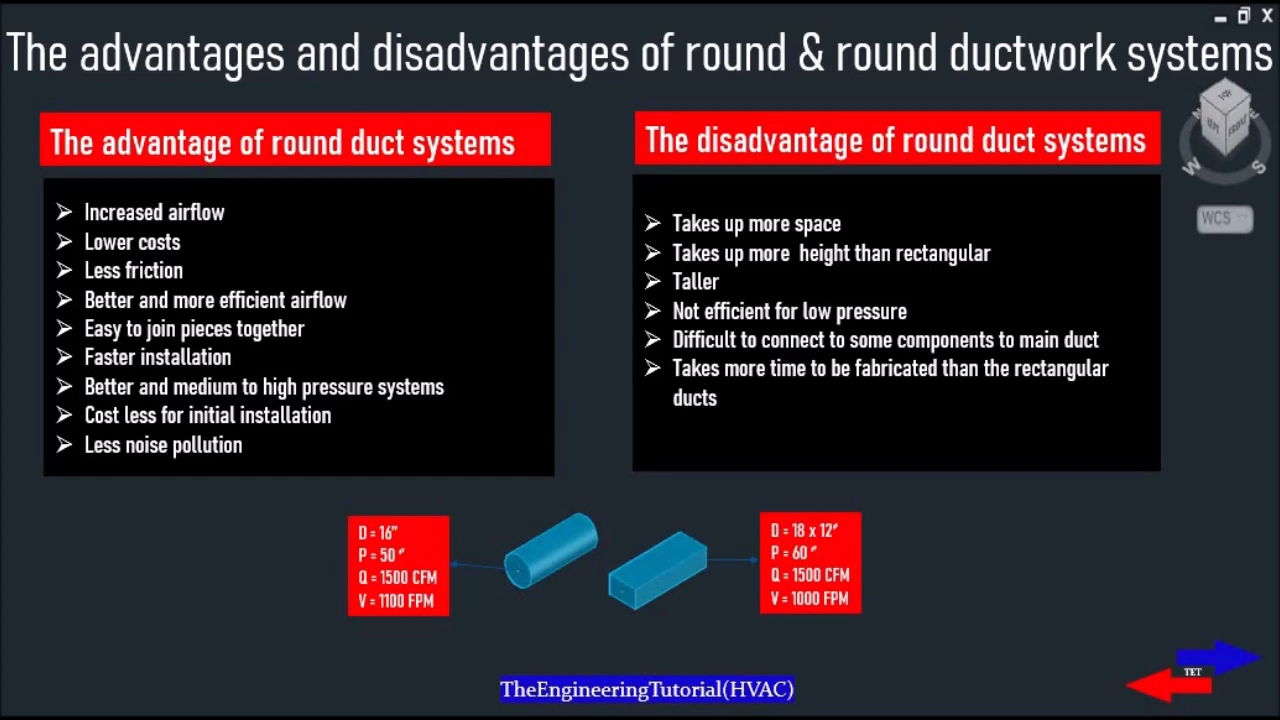 The advantages and disadvantages of round & round ductwork systems
The advantage of round duct systems
Increased airflow
Lower costs
Less friction
Better and more efficient airflow
Easy to join pieces together
Faster installation
Better and medium to high pressure systems
Cost less for initial installation
Less noise pollution
The disadvantage of round duct systems
Takes up more space
Takes up more height than rectangular
Taller
Not efficient for low pressure
Difficult to connect to some components to main duct
Takes more time to be fabricated than the rectangular
ducts
D = 16"
P = 50 "
Q = 1500 CFM
V = 1100 FPM
D = 18 x 12"
P = 60 "
Q = 1500 CFM
V = 1000 FPM
TOP
LEFT
FRONT
N
E
W
S
WCS
TET
TheEngineeringTutorial(HVAC)